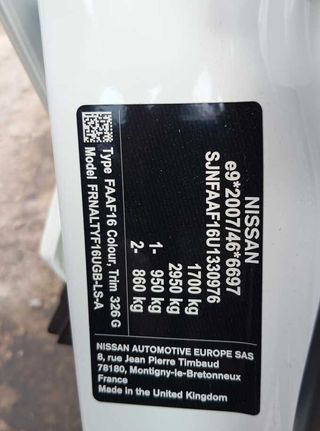 NISSAN
e9*2007/46*6697
SJNFAAF16U1330976
1700 kg
2950 kg
1- 950 kg
2- 860 kg
Type FAAF16 Colour, Trim 326 G
Model FRNALTYF16UGB-LS-A
NISSAN AUTOMOTIVE EUROPE SAS
8, rue Jean Pierre Timbaud
78180, Montigny-le-Bretonneux
France
Made in the United Kingdom